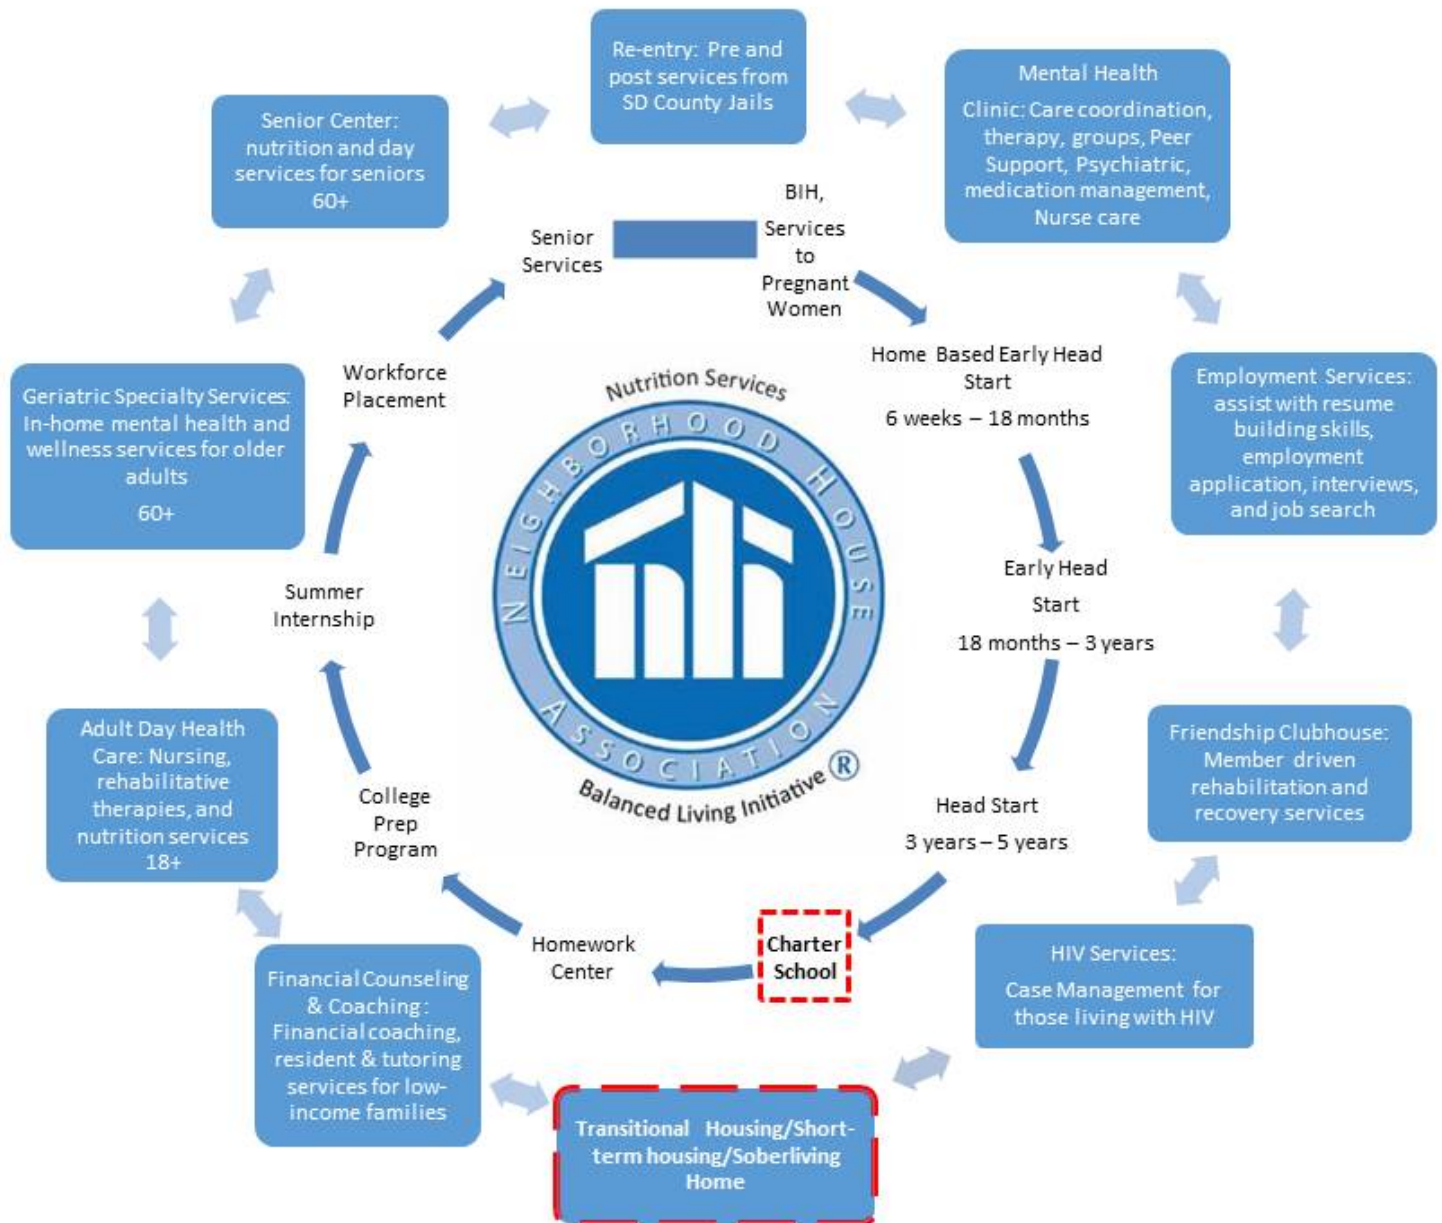 Re-entry: Pre and
post services from
SD County Jails
Mental Health
Clinic: Care coordination,
therapy, groups, Peer
Support, Psychiatric,
medication management,
Nurse care
Employment Services:
assist with resume
building skills,
employment
application, interviews,
and job search
Friendship Clubhouse:
Member driven
rehabilitation and
recovery services
HIV Services:
Case Management for
those living with HIV
Transitional Housing/Short-
term housing/Soberliving
Home
Financial Counseling
& Coaching :
Financial coaching,
resident & tutoring
services for low-
income families
Adult Day Health
Care: Nursing,
rehabilitative
therapies, and
nutrition services
18+
Geriatric Specialty Services:
In-home mental health and
wellness services for older
adults
60+
Senior Center:
nutrition and day
services for seniors
60+
BIH,
Services
to
Pregnant
Women
Home Based Early Head
Start
6 weeks – 18 months
Early Head
Start
18 months – 3 years
Head Start
3 years – 5 years
Charter
School
Homework
Center
College
Prep
Program
Summer
Internship
Workforce
Placement
Senior
Services
Nutrition Services
NEIGHBORHOOD HOUSE
ASSOCIATION
Balanced Living Initiative ®